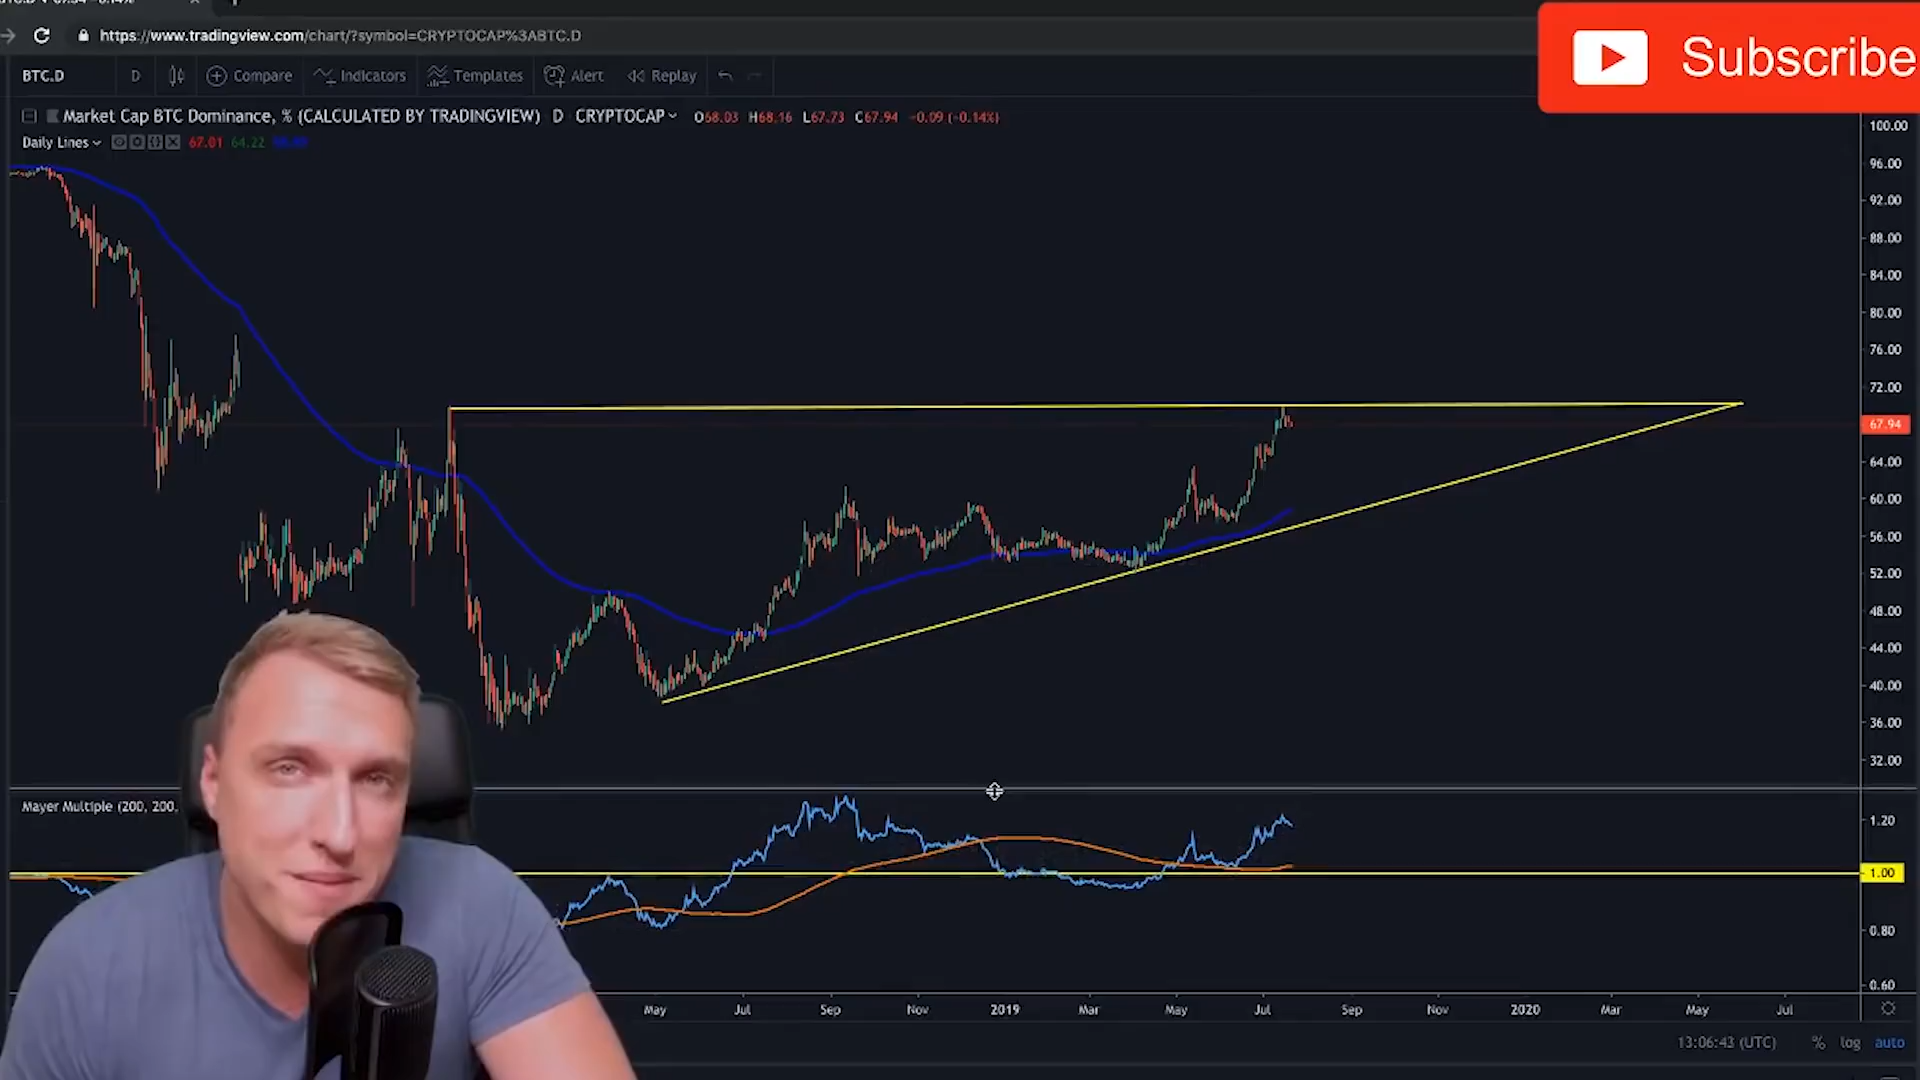 https://www.tradingview.com/chart/?symbol=CRYPTOCAP%3ABTC.D
Subscribe
BTC.D D Compare Indicators Templates Alert Replay
Market Cap BTC Dominance, % (CALCULATED BY TRADINGVIEW) D CRYPTOCAP O68.03 H68.16 L67.73 C67.94 -0.09 (-0.14%)
Daily Lines 67.01 64.22
100.00
96.00
92.00
88.00
84.00
80.00
76.00
72.00
67.94
64.00
60.00
56.00
52.00
48.00
44.00
40.00
36.00
32.00
Mayer Multiple (200, 200,
1.20
1.00
0.80
0.60
May Jul Sep Nov 2019 Mar May Jul Sep Nov 2020 Mar May Jul
13:06:43 (UTC) % log auto